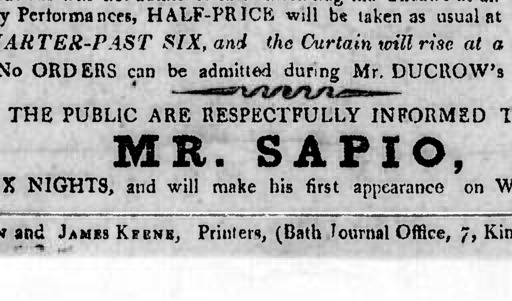 y Performances, HALF-PRICE will be taken as usual at
ARTER-PAST SIX, and the Curtain will rise at a
No ORDERS can be admitted during Mr. DUCROW's
THE PUBLIC ARE RESPECTFULLY INFORMED T
MR. SAPIO,
X NIGHTS, and will make his first appearance on W
and JAMES KEENE, Printers, (Bath Journal Office, 7, Kin